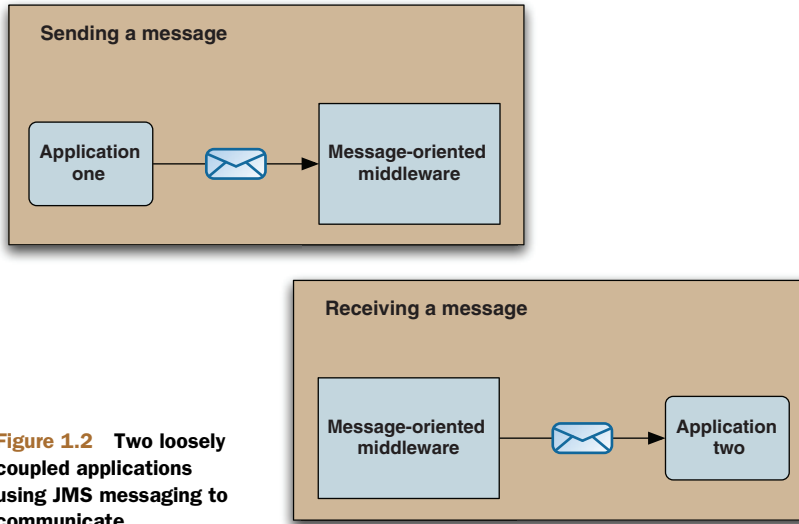 Sending a message
Application
one
Message-oriented
middleware
Receiving a message
Message-oriented
middleware
Application
two
Figure 1.2 Two loosely
coupled applications
using JMS messaging to
communicate